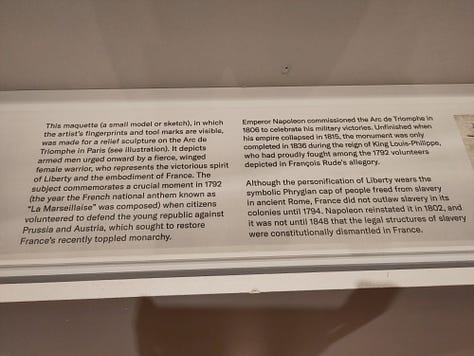 This maquette (a small model or sketch), in which
the artist's fingerprints and tool marks are visible,
was made for a relief sculpture on the Arc de
Triomphe in Paris (see illustration). It depicts
armed men urged onward by a fierce, winged
female warrior, who represents the victorious spirit
of Liberty and the embodiment of France. The
subject commemorates a crucial moment in 1792
(the year the French national anthem known as
"La Marseillaise" was composed) when citizens
volunteered to defend the young republic against
Prussia and Austria, which sought to restore
France's recently toppled monarchy.
Emperor Napoleon commissioned the Arc de Triomphe in
1806 to celebrate his military victories. Unfinished when
his empire collapsed in 1815, the monument was only
completed in 1836 during the reign of King Louis-Philippe,
who had proudly fought among the 1792 volunteers
depicted in François Rude's allegory.
Although the personification of Liberty wears the
symbolic Phrygian cap of people freed from slavery
in ancient Rome, France did not outlaw slavery in its
colonies until 1794. Napoleon reinstated it in 1802, and
it was not until 1848 that the legal structures of slavery
were constitutionally dismantled in France.